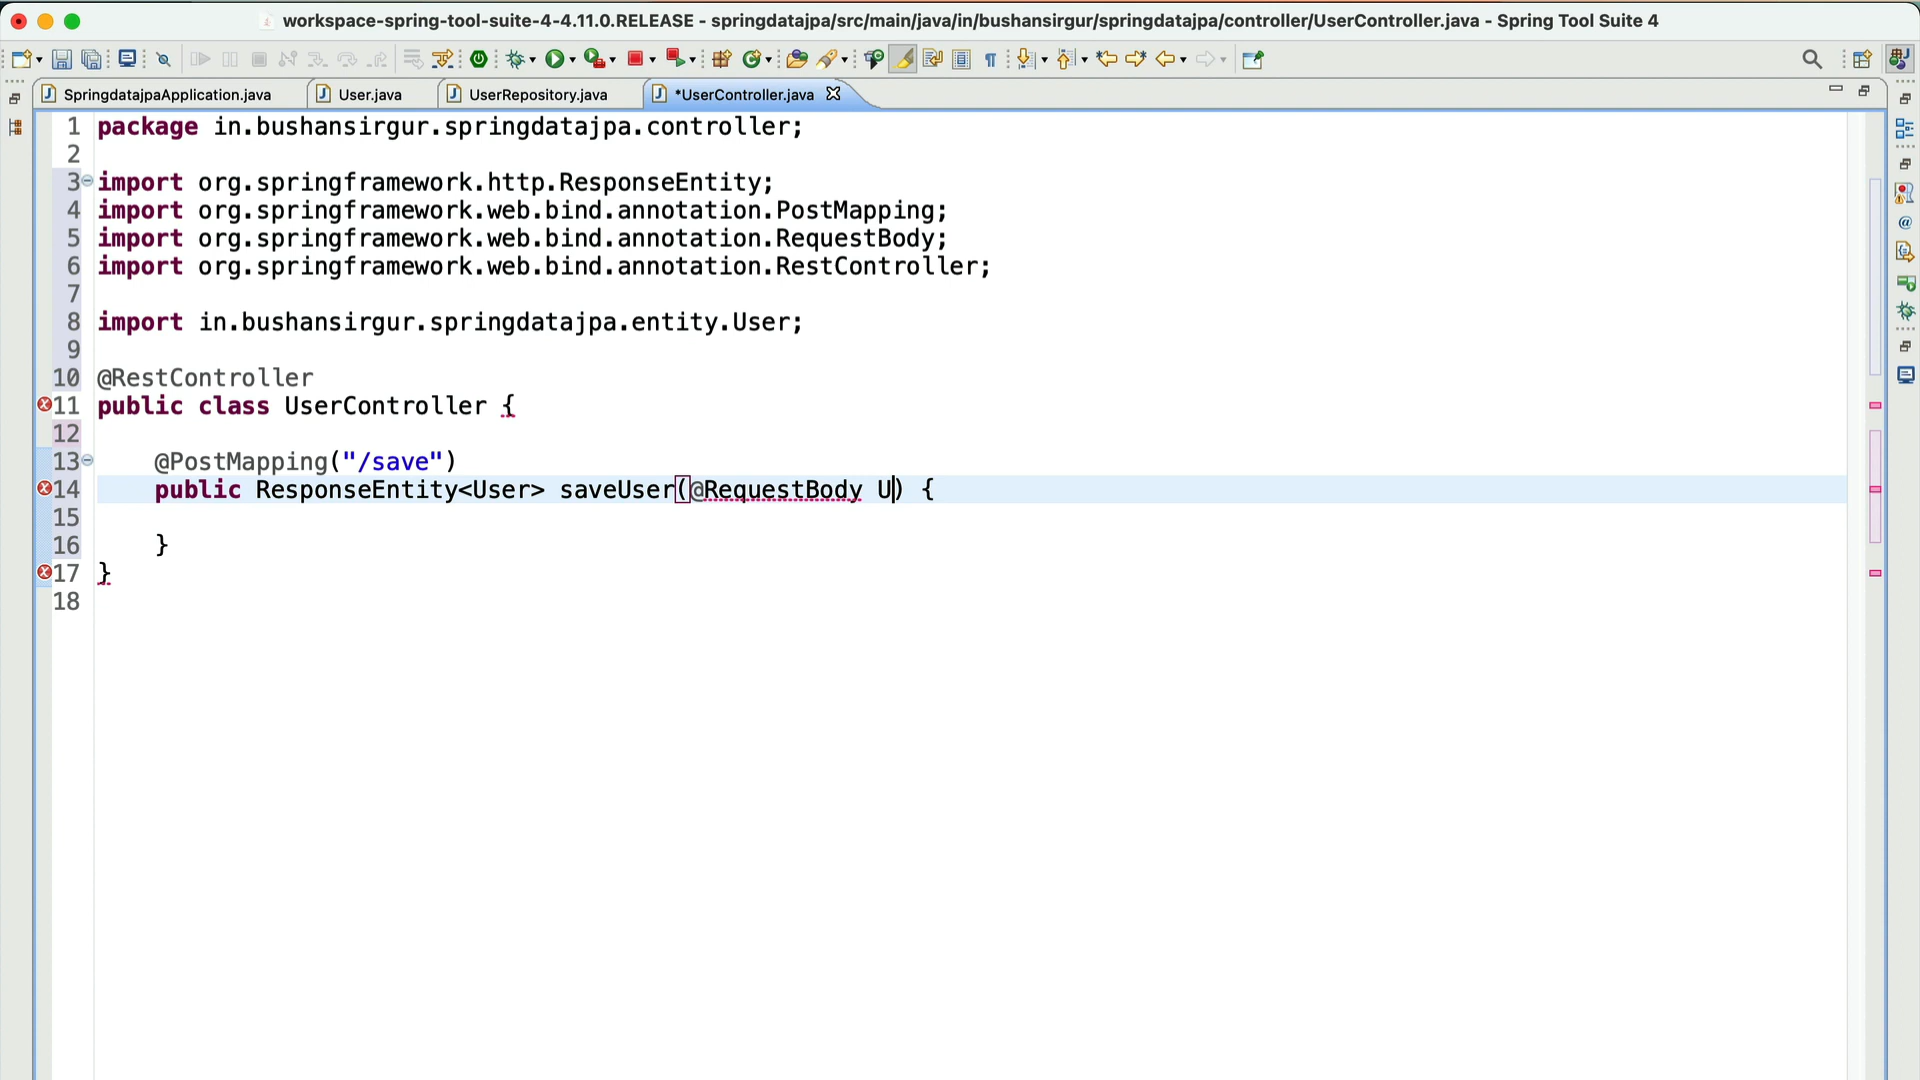 workspace-spring-tool-suite-4-4.11.0.RELEASE - springdatajpa/src/main/java/in/bushansirgur/springdatajpa/controller/UserController.java - Spring Tool Suite 4
SpringdatajpaApplication.java User.java UserRepository.java *UserController.java
1 package in.bushansirgur.springdatajpa.controller;
2
3 import org.springframework.http.ResponseEntity;
4 import org.springframework.web.bind.annotation.PostMapping;
5 import org.springframework.web.bind.annotation.RequestBody;
6 import org.springframework.web.bind.annotation.RestController;
7
8 import in.bushansirgur.springdatajpa.entity.User;
9
10 @RestController
11 public class UserController {
12
13 @PostMapping("/save")
14 public ResponseEntity<User> saveUser(@RequestBody U) {
15
16 }
17 }
18